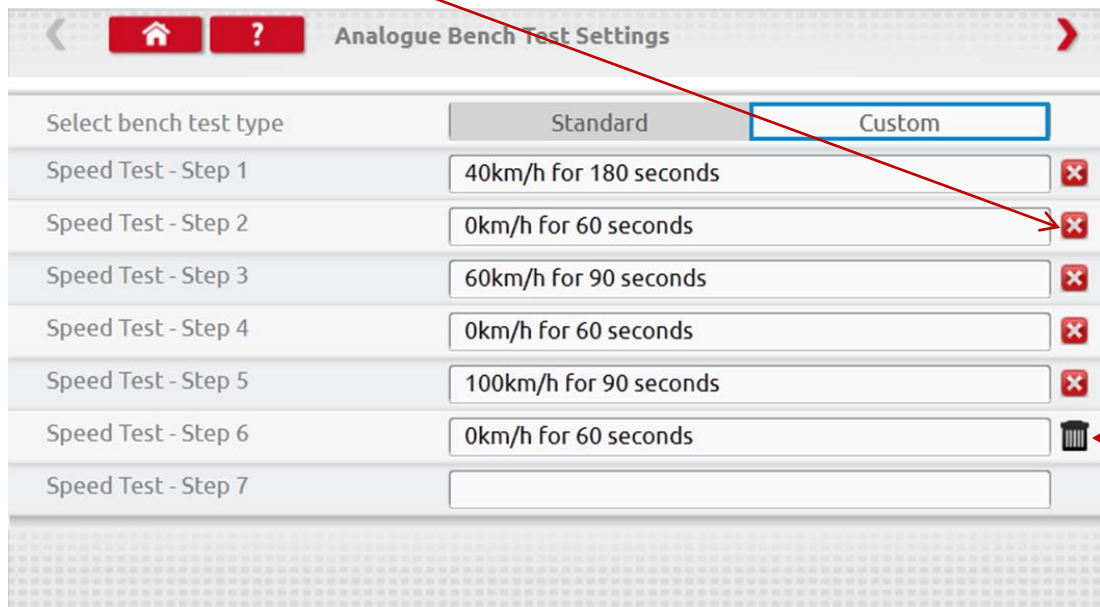 ? Analogue Bench Test Settings
Select bench test type Standard Custom
Speed Test - Step 1 40km/h for 180 seconds
Speed Test - Step 2 0km/h for 60 seconds
Speed Test - Step 3 60km/h for 90 seconds
Speed Test - Step 4 0km/h for 60 seconds
Speed Test - Step 5 100km/h for 90 seconds
Speed Test - Step 6 0km/h for 60 seconds
Speed Test - Step 7